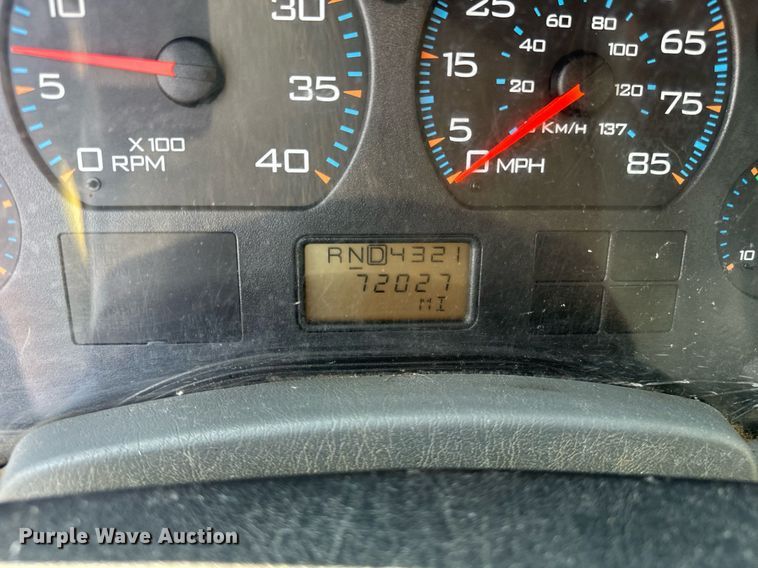 10 30
5 35
X100
0 RPM 40
25 60 80 65
40 100
15 20 120 75
5 KM/H 137
0 MPH 85
RND4321
72027
MI
10
Purple Wave Auction